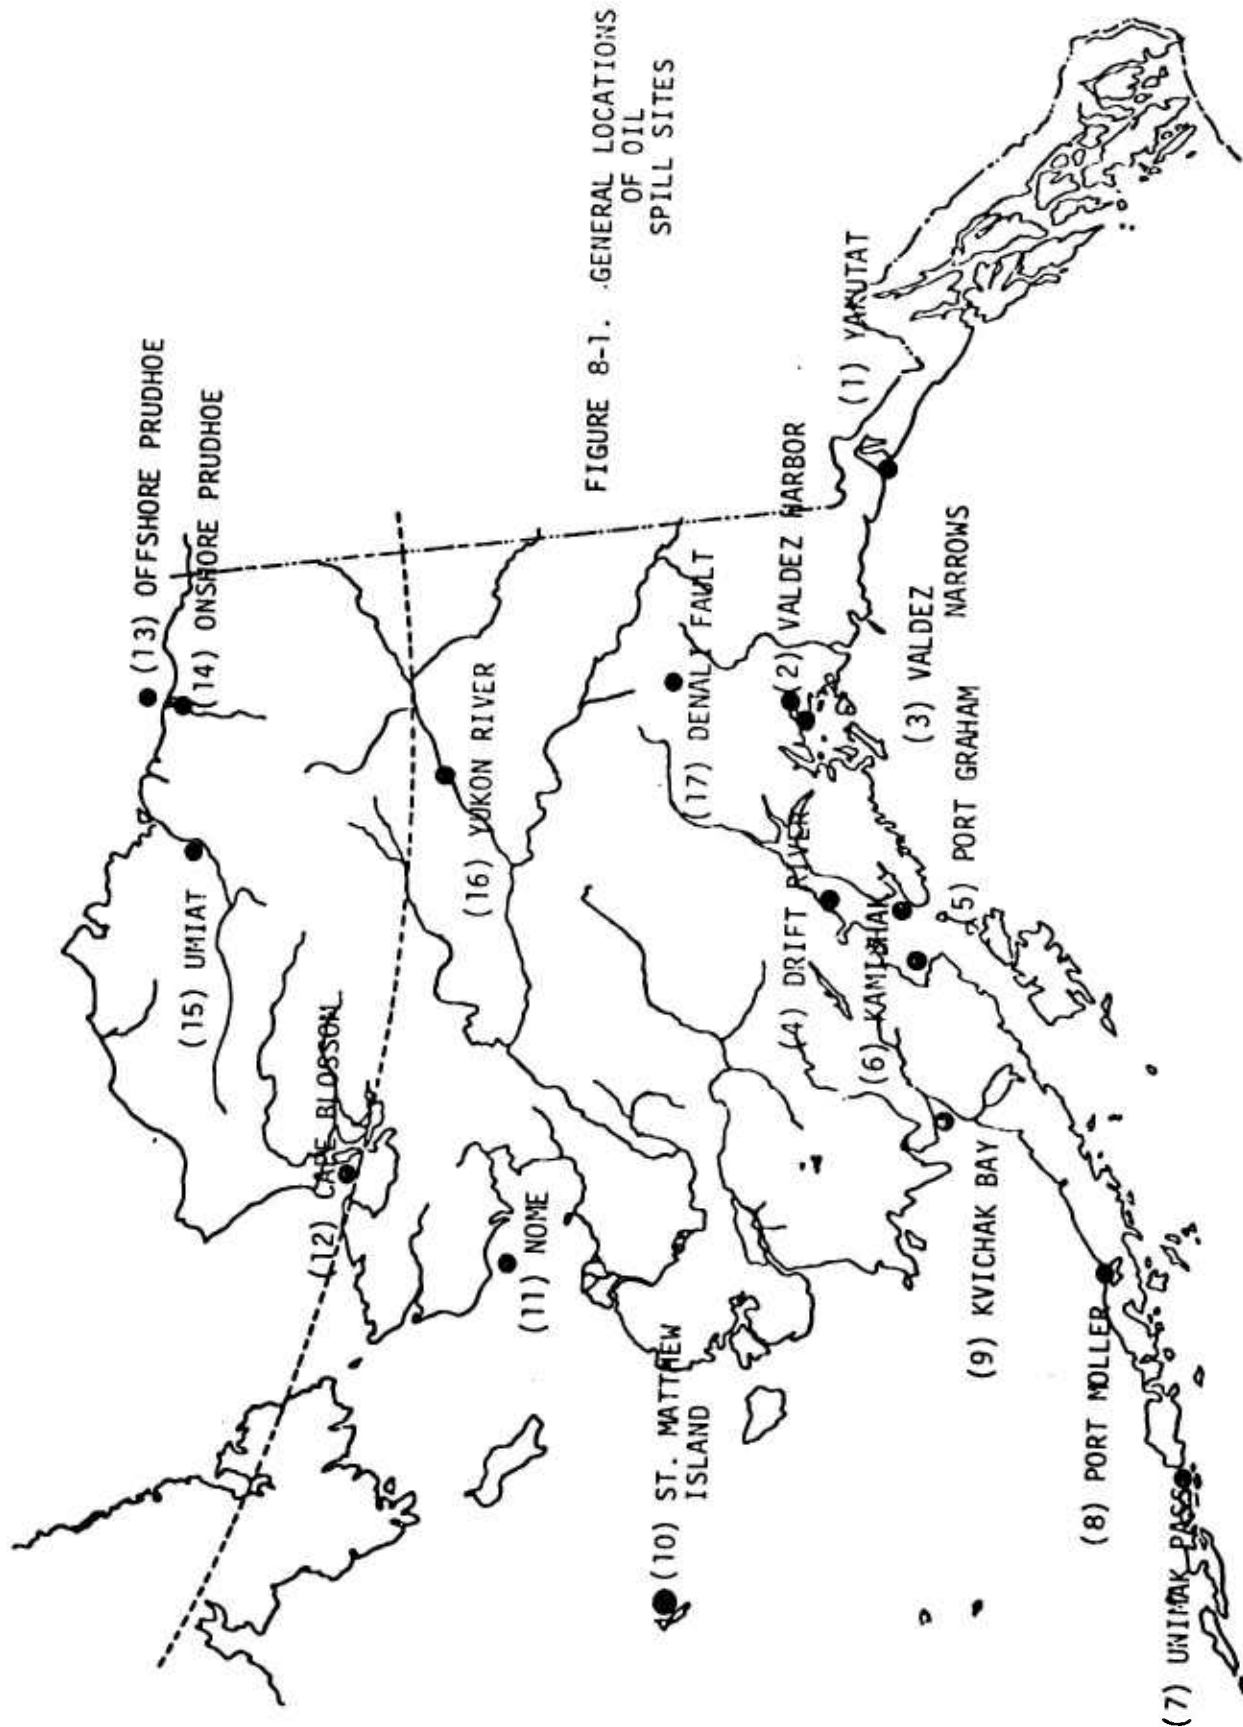 (13) OFFSHORE PRUDHOE
(14) ONSHORE PRUDHOE
(15) UMIAT
(12) CAPE BLOSSON
(16) YUKON RIVER
(11) NOME
FIGURE 8-1. GENERAL LOCATIONS
OF OIL
SPILL SITES
(10) ST. MATTHEW
ISLAND
(17) DENALI FAULT
(2) VALDEZ HARBOR
(1) YAKUTAT
(4) DRIFT RIVER
(6) KAMISHAK
(3) VALDEZ
NARROWS
(5) PORT GRAHAM
(9) KVICHAK BAY
(8) PORT MOLLER
(7) UNIMAK PASS